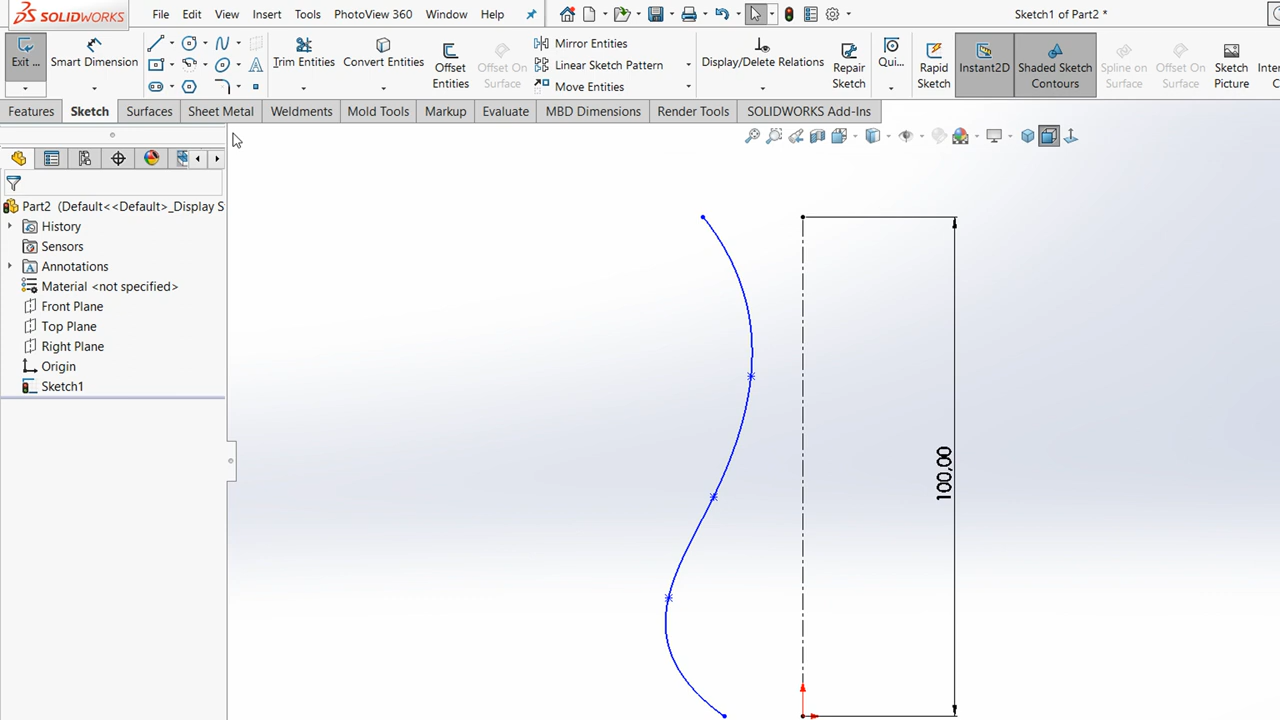 SOLIDWORKS File Edit View Insert Tools PhotoView 360 Window Help Sketch1 of Part2 *
Exit ... Smart Dimension Trim Entities Convert Entities Offset Entities Offset On Surface Mirror Entities Linear Sketch Pattern Move Entities Display/Delete Relations Repair Sketch Qui... Rapid Sketch Instant2D Shaded Sketch Contours Spline on Surface Offset On Surface Sketch Picture
Features Sketch Surfaces Sheet Metal Weldments Mold Tools Markup Evaluate MBD Dimensions Render Tools SOLIDWORKS Add-Ins
Part2 (Default<<Default>_Display S
History
Sensors
Annotations
Material <not specified>
Front Plane
Top Plane
Right Plane
Origin
Sketch1
100,00